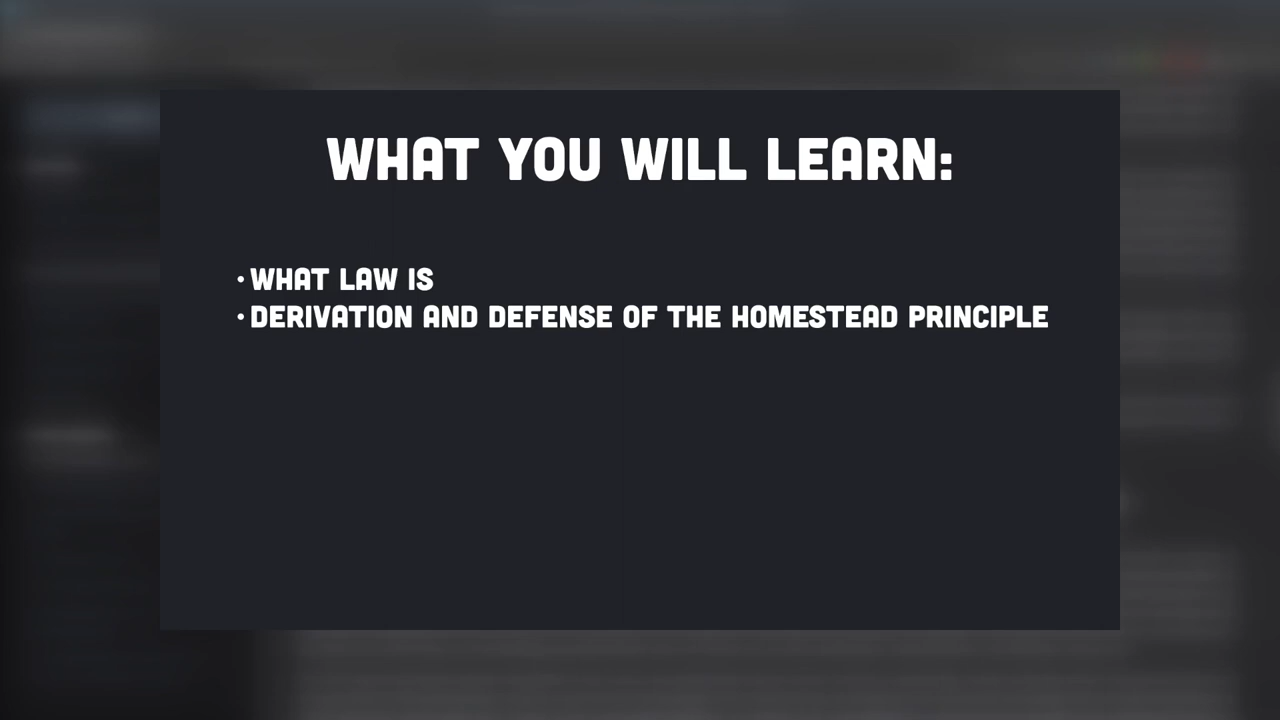 WHAT YOU WILL LEARN:
• WHAT LAW IS
• DERIVATION AND DEFENSE OF THE HOMESTEAD PRINCIPLE